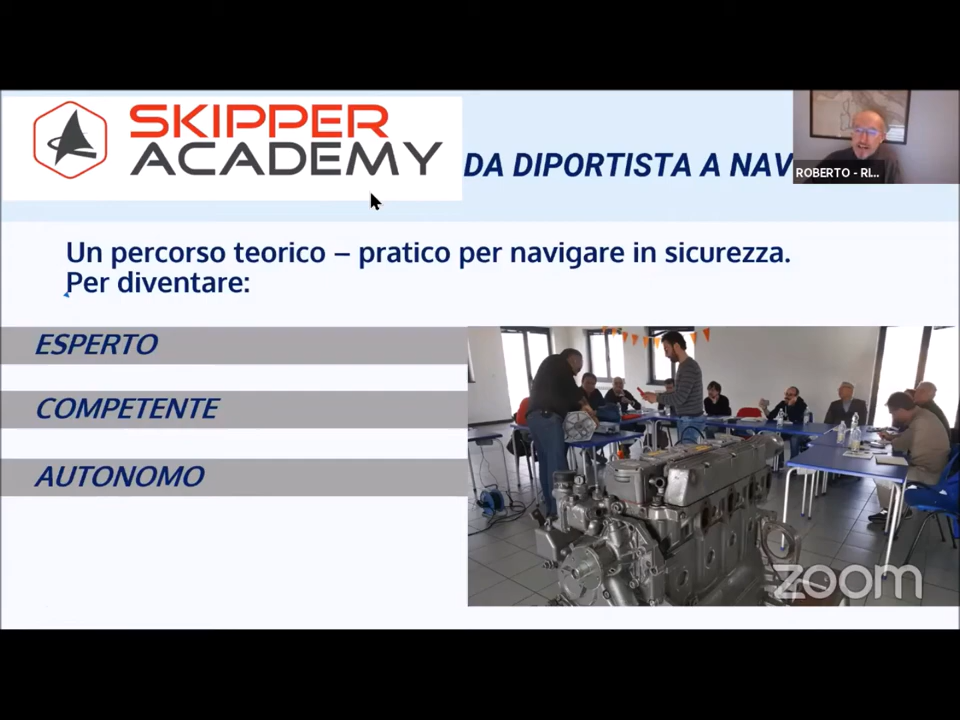 SKIPPER
ACADEMY
DA DIPORTISTA A NAV
ROBERTO - RI...
Un percorso teorico – pratico per navigare in sicurezza.
Per diventare:
ESPERTO
COMPETENTE
AUTONOMO
zoom